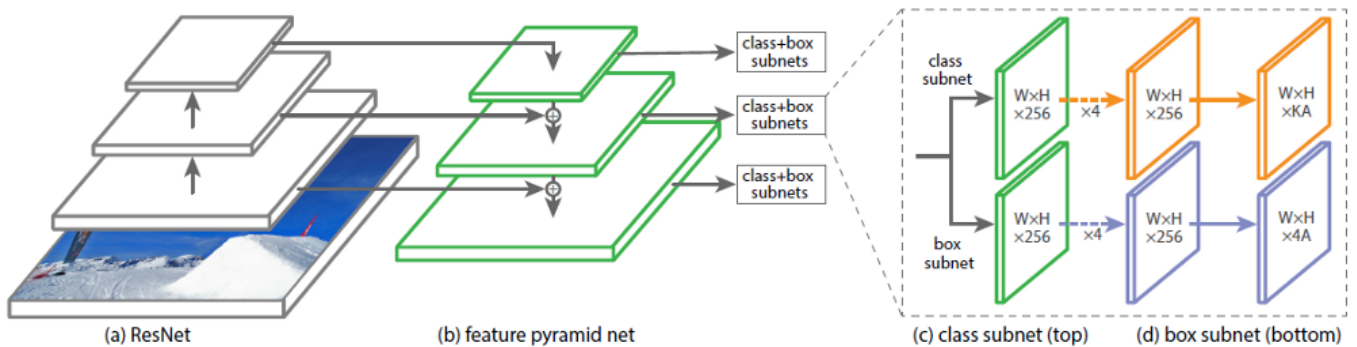 class+box
subnets
class+box
subnets
class+box
subnets
class
subnet
W×H
×256
×4
W×H
×256
W×H
×KA
box
subnet
W×H
×256
×4
W×H
×256
W×H
×4A
(a) ResNet
(b) feature pyramid net
(c) class subnet (top)
(d) box subnet (bottom)